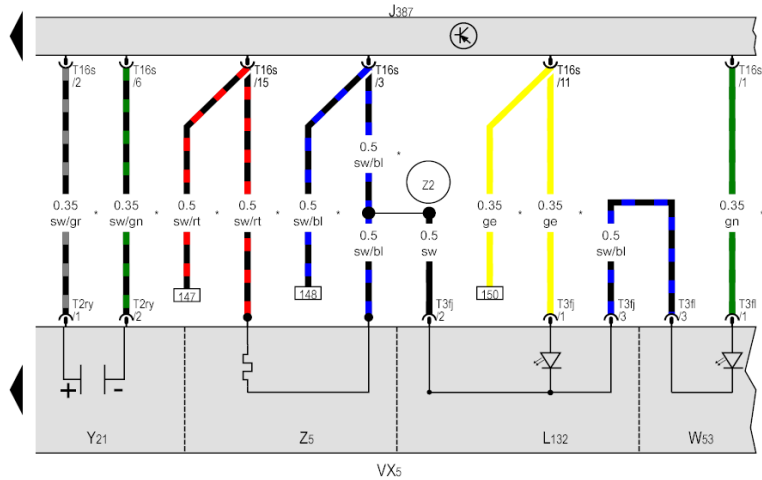 J387
T16s
/2
T16s
/6
T16s
/15
T16s
/3
T16s
/11
T16s
/1
0.5
sw/bl
*
Z2
0.35
sw/gr
*
0.35
sw/gn
*
0.5
sw/rt
*
0.5
sw/rt
*
0.5
sw/bl
*
0.5
sw/bl
0.5
sw
0.35
ge
*
0.35
ge
*
0.5
sw/bl
0.35
gn
*
147
148
150
T2ry
/1
T2ry
/2
T3fj
/2
T3fj
/1
T3fj
/3
T3fl
/3
T3fl
/1
+
-
Y21
Z5
L132
W53
VX5